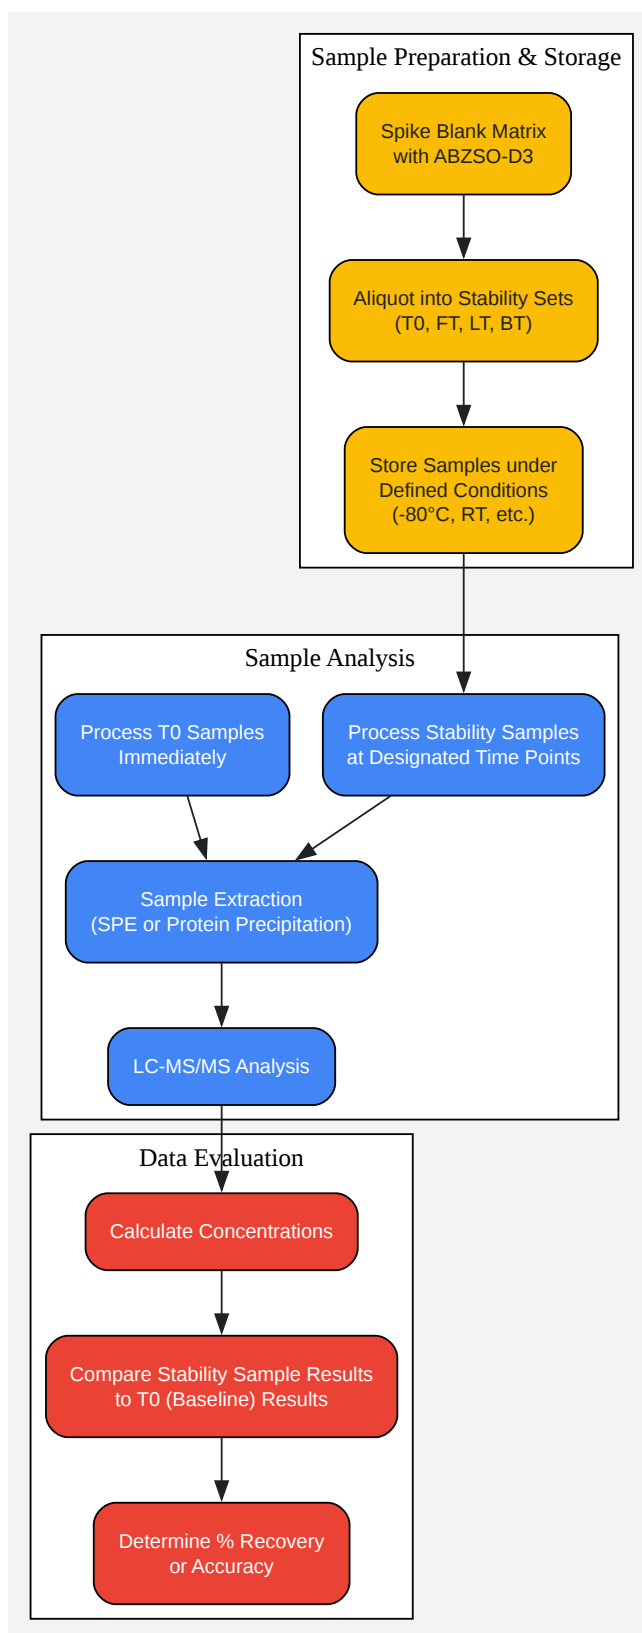 Sample Preparation & Storage
Spike Blank Matrix
with ABZSO-D3
Aliquot into Stability Sets
(T0, FT, LT, BT)
Store Samples under
Defined Conditions
(-80°C, RT, etc.)
Sample Analysis
Process T0 Samples
Immediately
Process Stability Samples
at Designated Time Points
Sample Extraction
(SPE or Protein Precipitation)
LC-MS/MS Analysis
Data Evaluation
Calculate Concentrations
Compare Stability Sample Results
to T0 (Baseline) Results
Determine % Recovery
or Accuracy